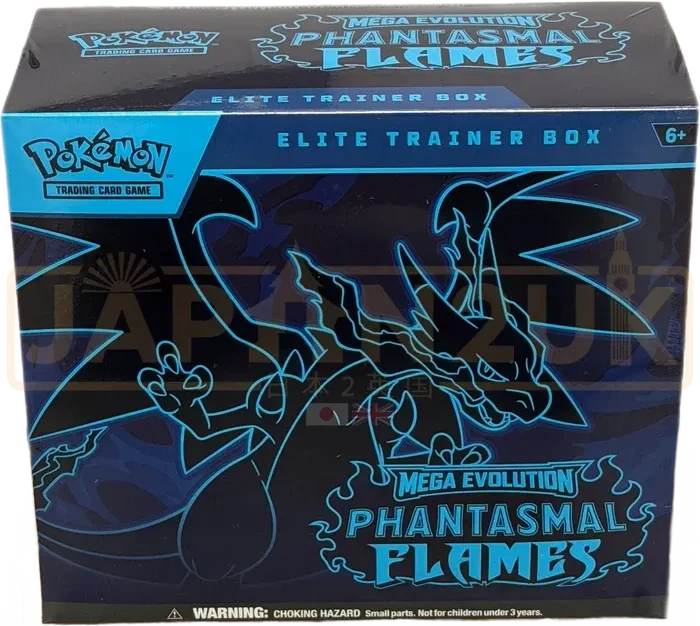 POKÉMON
TRADING CARD GAME
MEGA EVOLUTION
PHANTASMAL
FLAMES
ELITE TRAINER BOX
ELITE TRAINER BOX
6+
POKÉMON
TRADING CARD GAME
JAPAN2UK
日本2英国
MEGA EVOLUTION
PHANTASMAL
FLAMES
WARNING: CHOKING HAZARD Small parts. Not for children under 3 years.